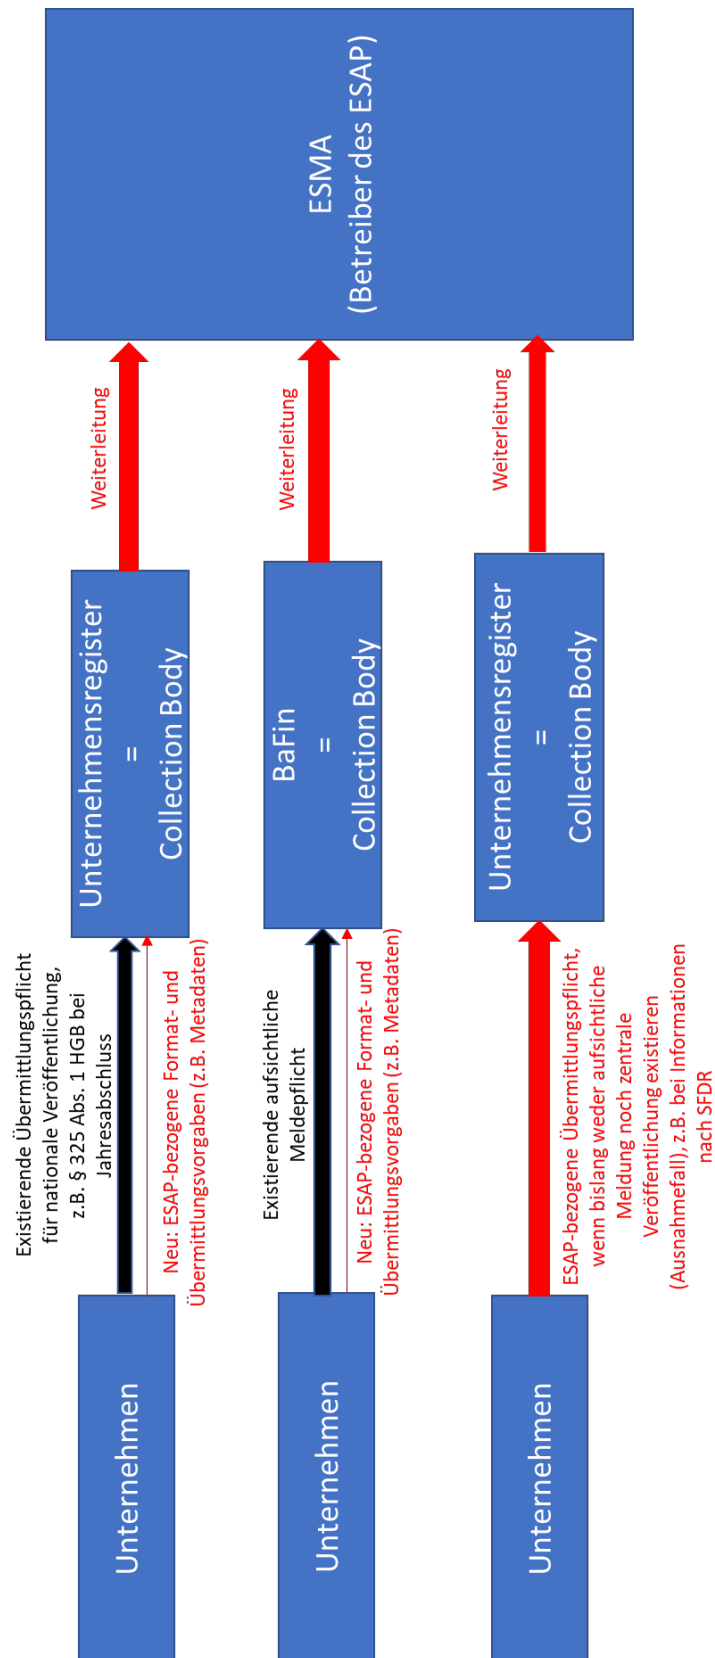 Unternehmen
Existierende Übermittlungspflicht
für nationale Veröffentlichung,
z.B. § 325 Abs. 1 HGB bei
Jahresabschluss
Neu: ESAP-bezogene Format- und
Übermittlungsvorgaben (z.B. Metadaten)
Unternehmensregister
=
Collection Body
Weiterleitung
Unternehmen
Existierende aufsichtliche
Meldepflicht
Neu: ESAP-bezogene Format- und
Übermittlungsvorgaben (z.B. Metadaten)
BaFin
=
Collection Body
Weiterleitung
Unternehmen
ESAP-bezogene Übermittlungspflicht,
wenn bislang weder aufsichtliche
Meldung noch zentrale
Veröffentlichung existieren
(Ausnahmefall), z.B. bei Informationen
nach SFDR
Unternehmensregister
=
Collection Body
Weiterleitung
ESMA
(Betreiber des ESAP)